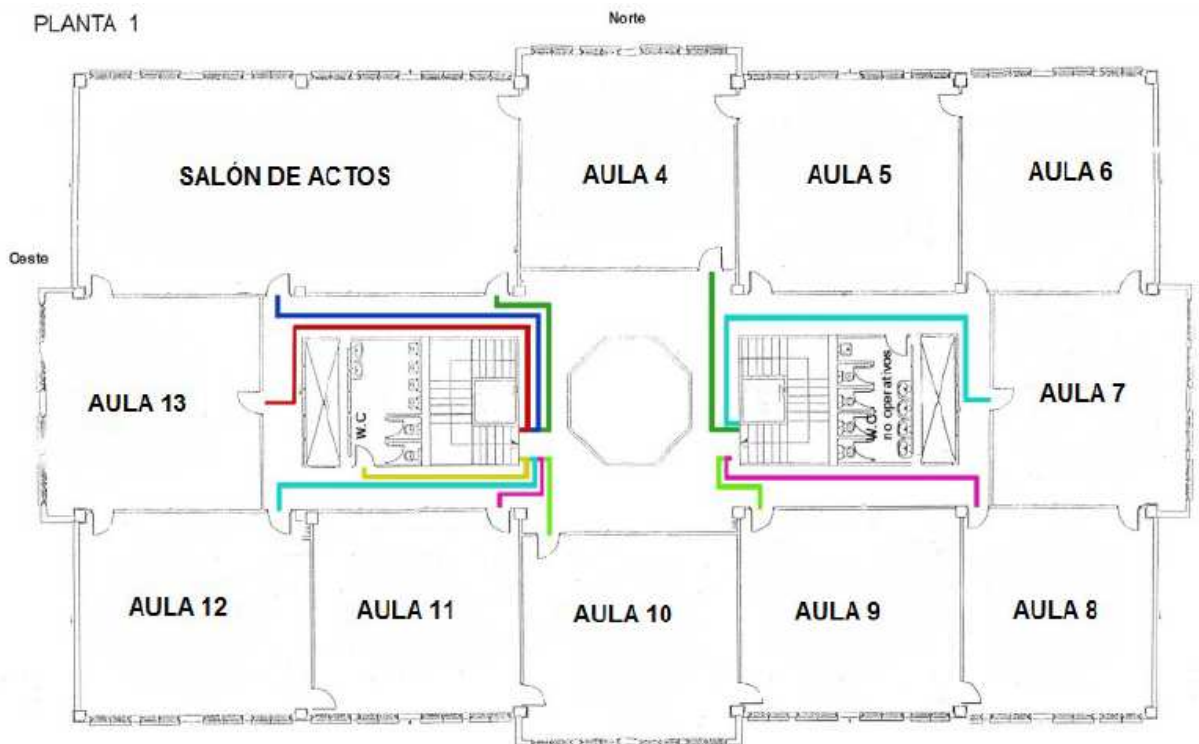 PLANTA 1
Norte
SALÓN DE ACTOS
AULA 4
AULA 5
AULA 6
Oeste
AULA 13
W.C
W.C.
no operativos
AULA 7
AULA 12
AULA 11
AULA 10
AULA 9
AULA 8